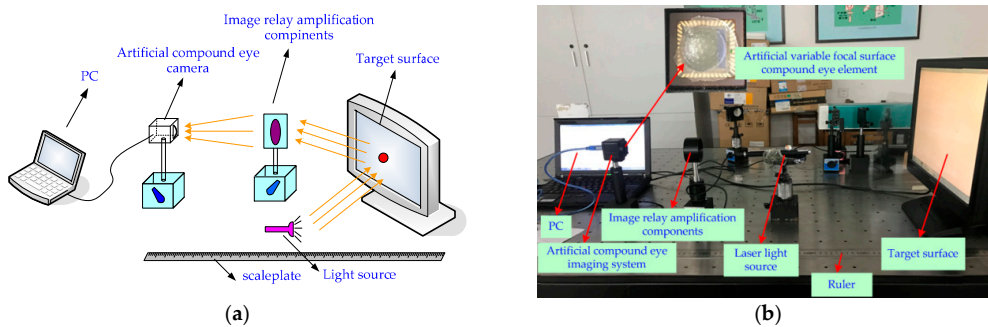 Image relay amplification
compinents
Artificial compound eye
camera
Target surface
PC
scaleplate
Light source
(a)
Artificial variable focal surface
compound eye element
PC
Image relay amplification
components
Artificial compound eye
imaging system
Laser light
source
Target surface
Ruler
(b)